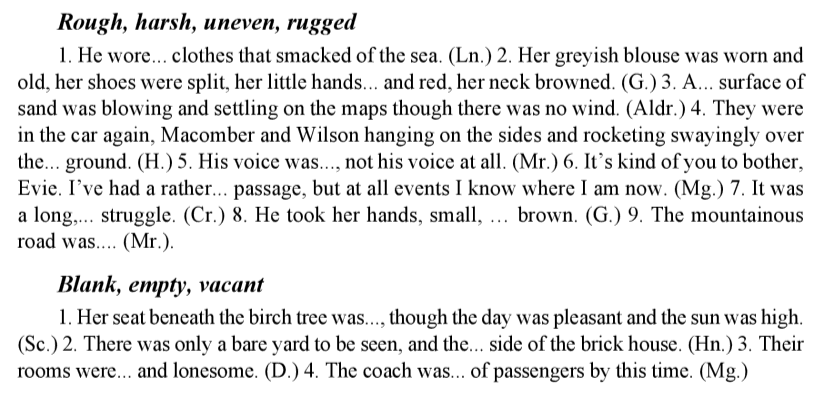 Rough, harsh, uneven, rugged
1. He wore... clothes that smacked of the sea. (Ln.) 2. Her greyish blouse was worn and
old, her shoes were split, her little hands... and red, her neck browned. (G.) 3. A... surface of
sand was blowing and settling on the maps though there was no wind. (Aldr.) 4. They were
in the car again, Macomber and Wilson hanging on the sides and rocketing swayingly over
the... ground. (H.) 5. His voice was..., not his voice at all. (Mr.) 6. It’s kind of you to bother,
Evie. I’ve had a rather... passage, but at all events I know where I am now. (Mg.) 7. It was
a long,... struggle. (Cr.) 8. He took her hands, small, ... brown. (G.) 9. The mountainous
road was.... (Mr.).
Blank, empty, vacant
1. Her seat beneath the birch tree was..., though the day was pleasant and the sun was high.
(Sc.) 2. There was only a bare yard to be seen, and the... side of the brick house. (Hn.) 3. Their
rooms were... and lonesome. (D.) 4. The coach was... of passengers by this time. (Mg.)